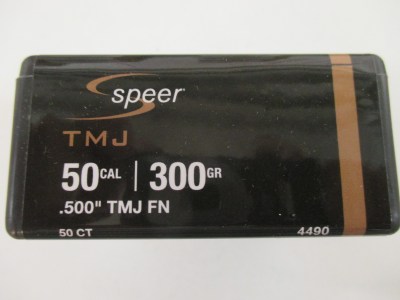 speer
TMJ
50CAL | 300GR
.500" TMJ FN
50 CT 4490